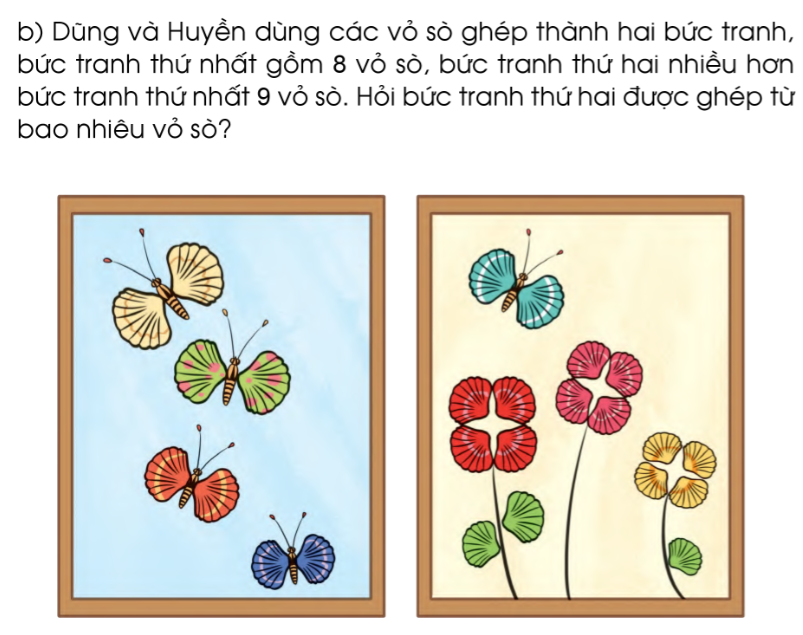 b) Dũng và Huyền dùng các vỏ sò ghép thành hai bức tranh,
bức tranh thứ nhất gồm 8 vỏ sò, bức tranh thứ hai nhiều hơn
bức tranh thứ nhất 9 vỏ sò. Hỏi bức tranh thứ hai được ghép từ
bao nhiêu vỏ sò?